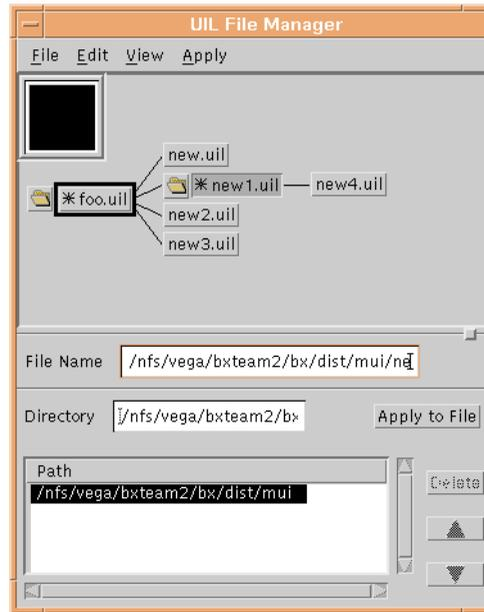 UIL File Manager
File Edit View Apply
new.uil
* foo.uil
* new1.uil
new4.uil
new2.uil
new3.uil
File Name /nfs/vega/bxteam2/bx/dist/mui/ne
Directory /nfs/vega/bxteam2/bx Apply to File
Path
/nfs/vega/bxteam2/bx/dist/mui
Delete